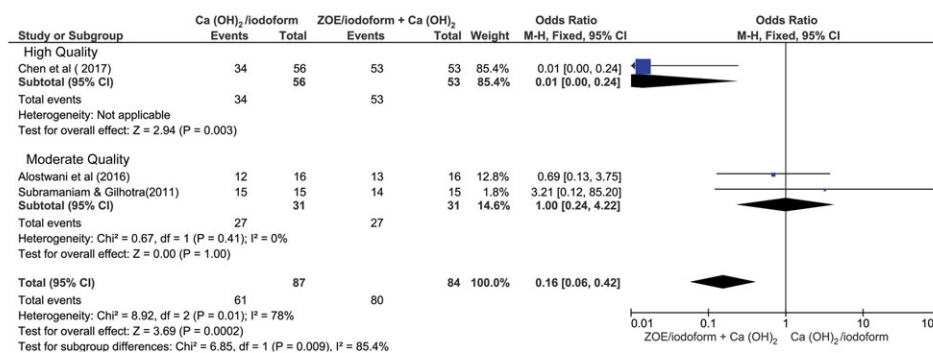 Ca (OH)₂/iodoform ZOE/iodoform + Ca (OH)₂ Odds Ratio Odds Ratio
Study or Subgroup Events Total Events Total Weight M-H, Fixed, 95% CI M-H, Fixed, 95% CI
High Quality
Chen et al ( 2017) 34 56 53 53 85.4% 0.01 [0.00, 0.24]
Subtotal (95% CI) 56 53 85.4% 0.01 [0.00, 0.24]
Total events 34 53
Heterogeneity: Not applicable
Test for overall effect: Z = 2.94 (P = 0.003)
Moderate Quality
Alostwani et al (2016) 12 16 13 16 12.8% 0.69 [0.13, 3.75]
Subramaniam & Gilhotra(2011) 15 15 14 15 1.8% 3.21 [0.12, 85.20]
Subtotal (95% CI) 31 31 14.6% 1.00 [0.24, 4.22]
Total events 27 27
Heterogeneity: Chi² = 0.67, df = 1 (P = 0.41); I² = 0%
Test for overall effect: Z = 0.00 (P = 1.00)
Total (95% CI) 87 84 100.0% 0.16 [0.06, 0.42]
Total events 61 80
Heterogeneity: Chi² = 8.92, df = 2 (P = 0.01); I² = 78%
Test for overall effect: Z = 3.69 (P = 0.0002)
Test for subgroup differences: Chi² = 6.85, df = 1 (P = 0.009), I² = 85.4%
0.01 0.1 1 10 10
ZOE/iodoform + Ca (OH)₂ Ca (OH)₂/iodoform